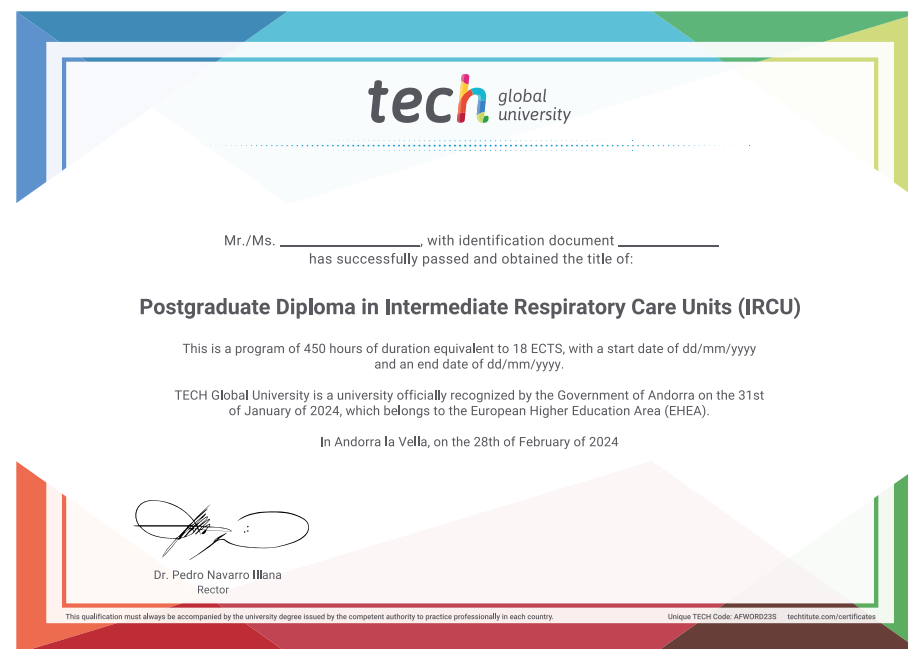 tech global university
Mr./Ms. ____________________, with identification document ______________
has successfully passed and obtained the title of:
Postgraduate Diploma in Intermediate Respiratory Care Units (IRCU)
This is a program of 450 hours of duration equivalent to 18 ECTS, with a start date of dd/mm/yyyy
and an end date of dd/mm/yyyy.
TECH Global University is a university officially recognized by the Government of Andorra on the 31st
of January of 2024, which belongs to the European Higher Education Area (EHEA).
In Andorra la Vella, on the 28th of February of 2024
Dr. Pedro Navarro Illana
Rector
This qualification must always be accompanied by the university degree issued by the competent authority to practice professionally in each country.
Unique TECH Code: AFWORD23S techtitute.com/certificates